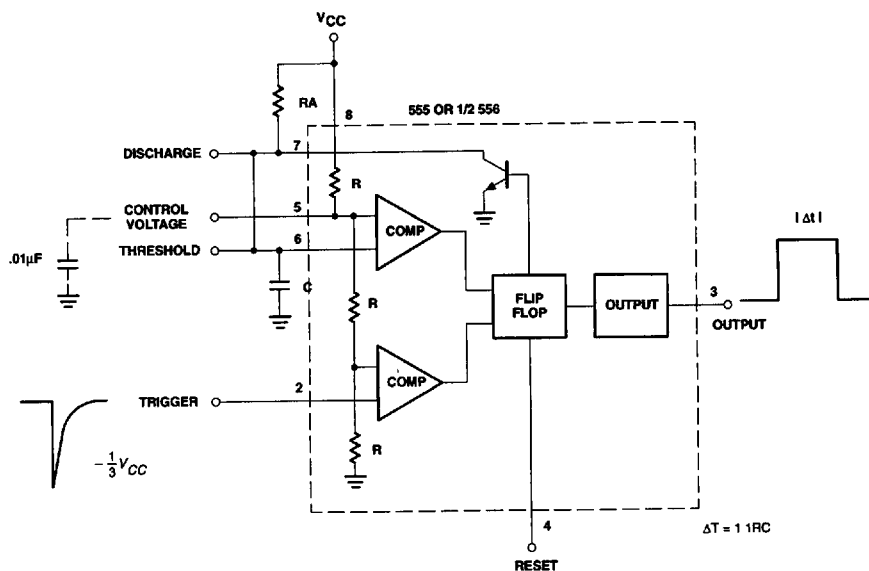 VCC
RA
8
555 OR 1/2 556
DISCHARGE
7
R
CONTROL
VOLTAGE
5
COMP
| Δt |
THRESHOLD
6
.01μF
C
R
FLIP
FLOP
OUTPUT
3
OUTPUT
COMP
TRIGGER
2
R
−1/3 VCC
4
ΔT = 1 1RC
RESET